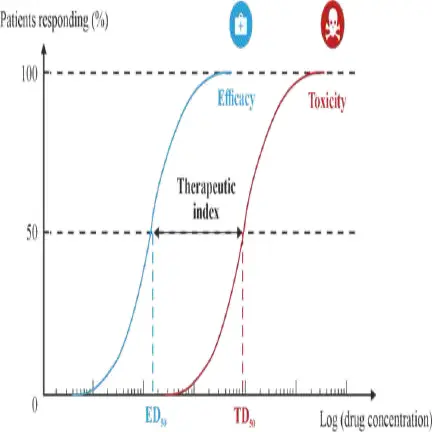 Patients responding (%)
100
Efficacy
Toxicity
Therapeutic
index
50
0
ED50
TD50
Log (drug concentration)